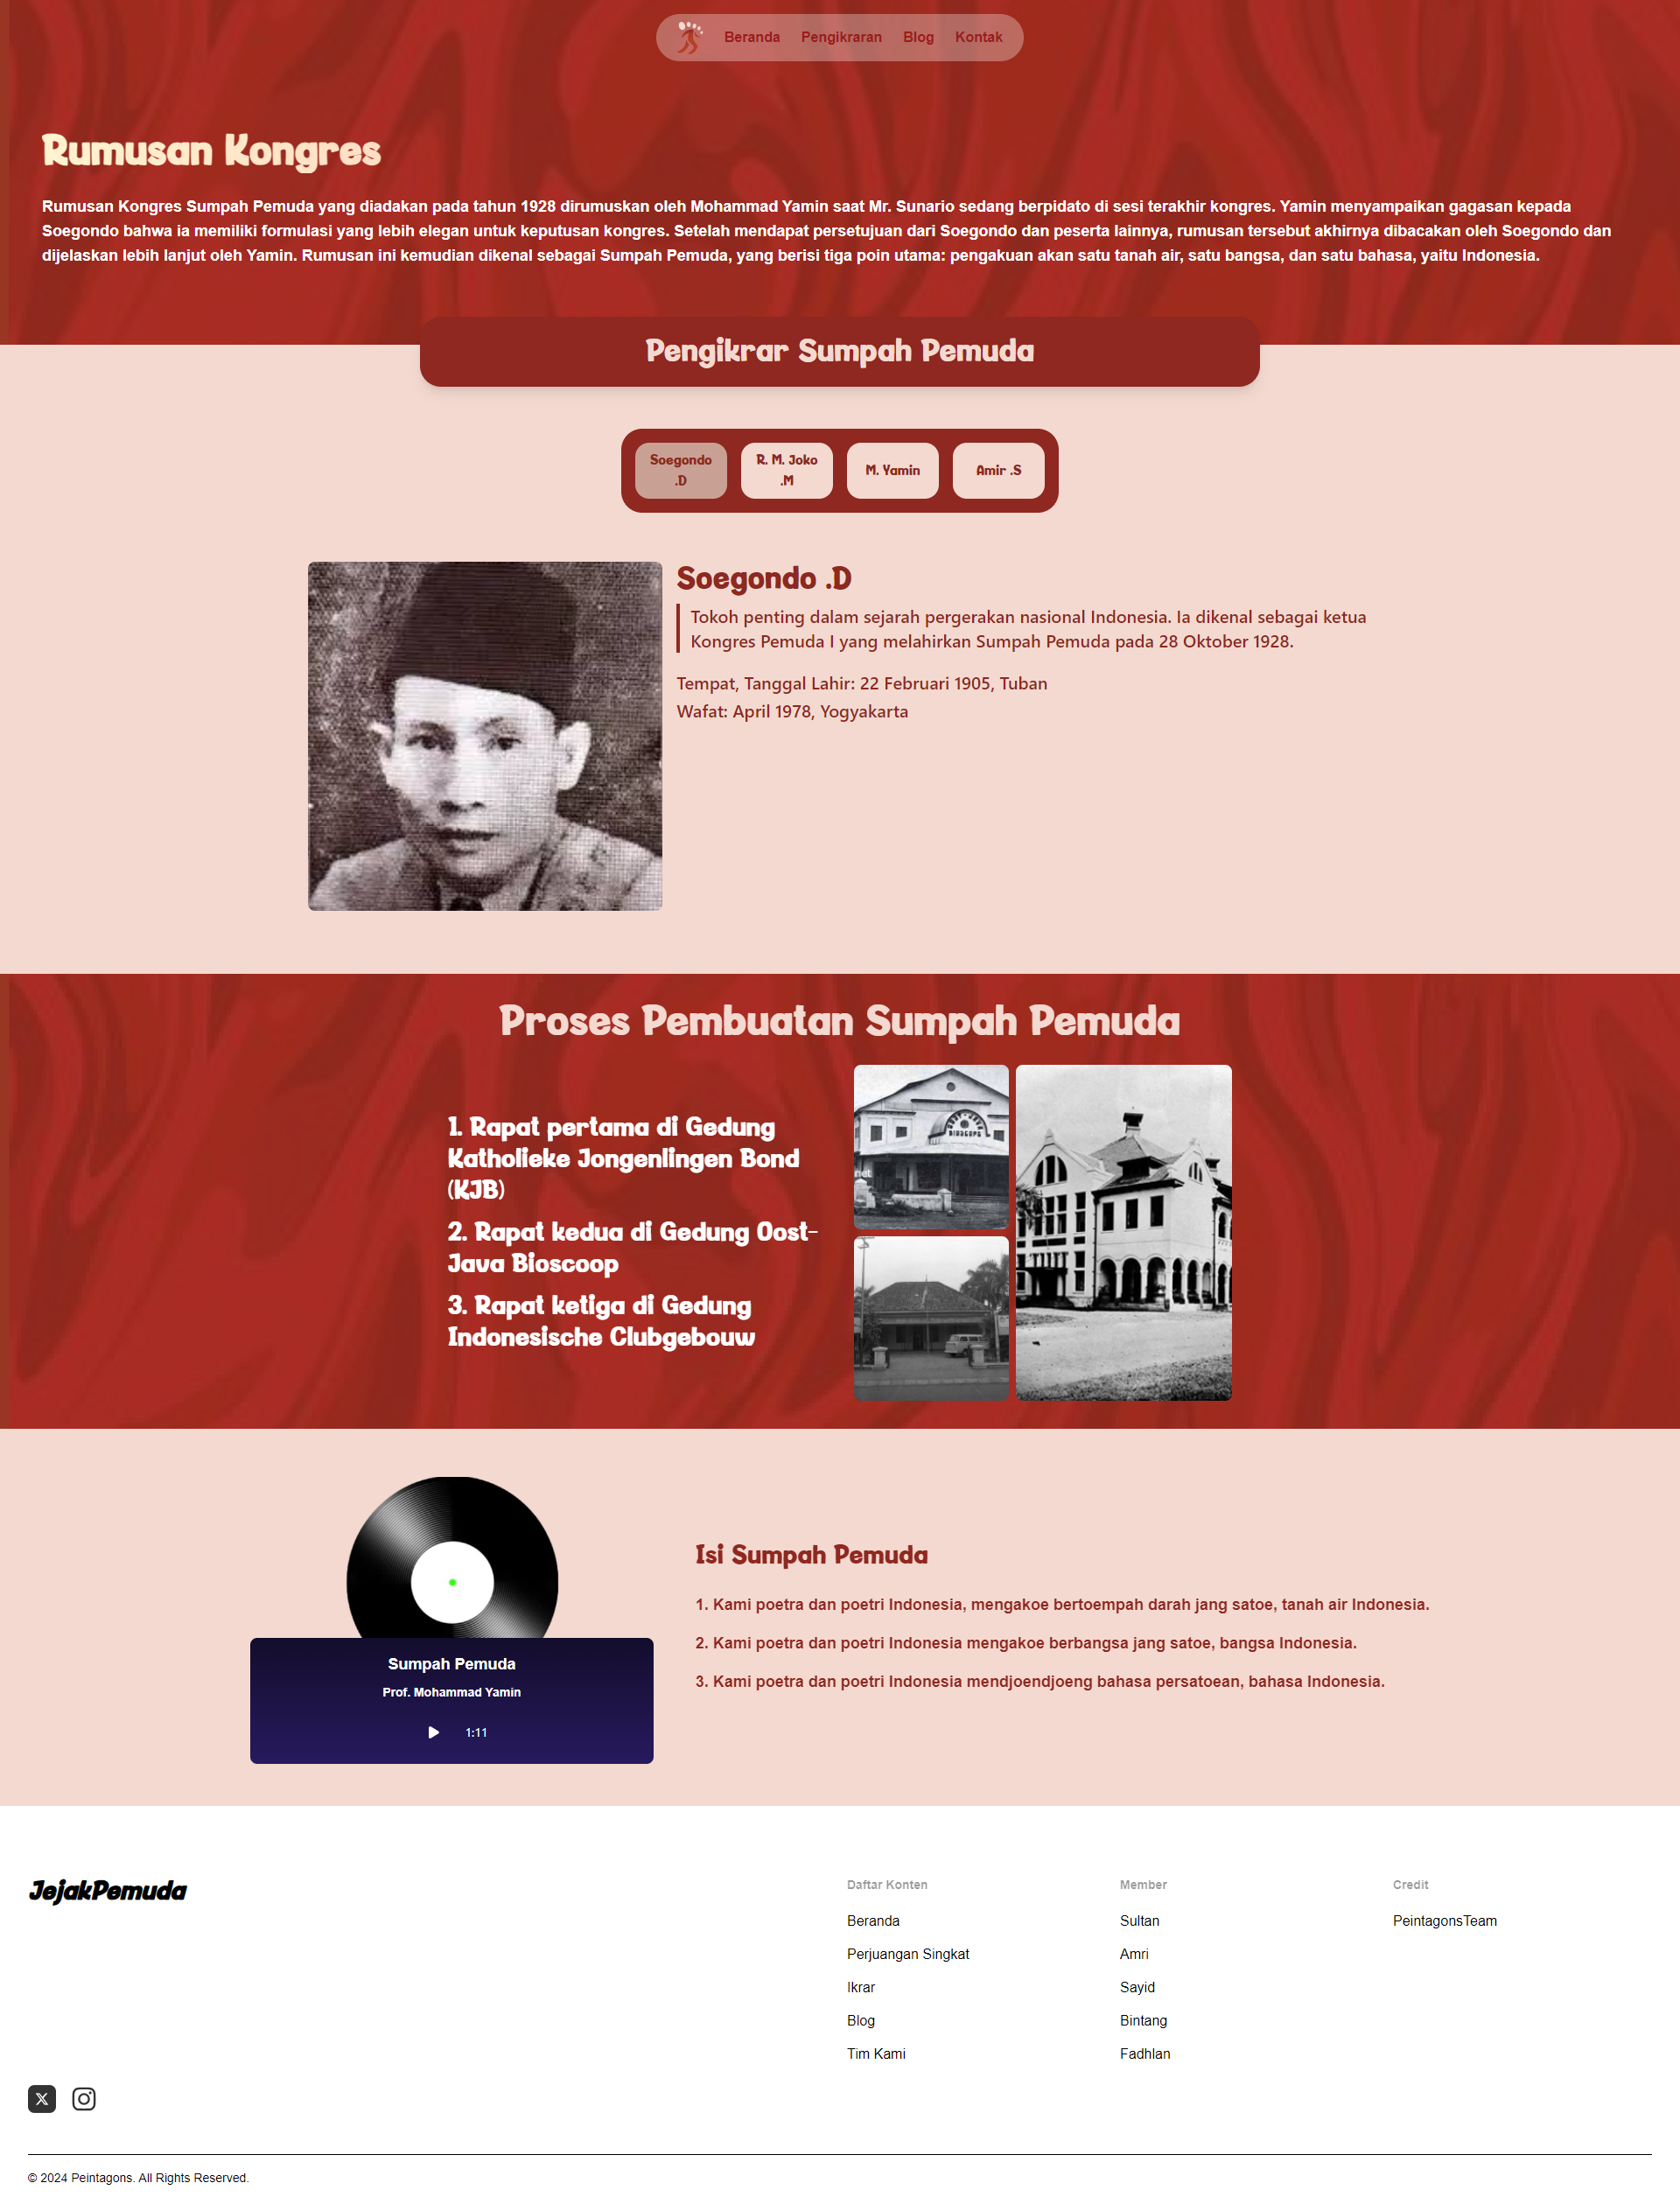 Beranda Pengikraran Blog Kontak
Rumusan Kongres
Rumusan Kongres Sumpah Pemuda yang diadakan pada tahun 1928 dirumuskan oleh Mohammad Yamin saat Mr. Sunario sedang berpidato di sesi terakhir kongres. Yamin menyampaikan gagasan kepada
Soegondo bahwa ia memiliki formulasi yang lebih elegan untuk keputusan kongres. Setelah mendapat persetujuan dari Soegondo dan peserta lainnya, rumusan tersebut akhirnya dibacakan oleh Soegondo dan
dijelaskan lebih lanjut oleh Yamin. Rumusan ini kemudian dikenal sebagai Sumpah Pemuda, yang berisi tiga poin utama: pengakuan akan satu tanah air, satu bangsa, dan satu bahasa, yaitu Indonesia.
Pengikrar Sumpah Pemuda
Soegondo
.D
R. M. Joko
.M
M. Yamin
Amir .S
Soegondo .D
Tokoh penting dalam sejarah pergerakan nasional Indonesia. Ia dikenal sebagai ketua
Kongres Pemuda I yang melahirkan Sumpah Pemuda pada 28 Oktober 1928.
Tempat, Tanggal Lahir: 22 Februari 1905, Tuban
Wafat: April 1978, Yogyakarta
Proses Pembuatan Sumpah Pemuda
1. Rapat pertama di Gedung
Katholieke Jongenlingen Bond
(KJB)
2. Rapat kedua di Gedung Oost-
Java Bioscoop
3. Rapat ketiga di Gedung
Indonesische Clubgebouw
BIOSCOPE
net
Sumpah Pemuda
Prof. Mohammad Yamin
1:11
Isi Sumpah Pemuda
1. Kami poetra dan poetri Indonesia, mengakoe bertoempah darah jang satoe, tanah air Indonesia.
2. Kami poetra dan poetri Indonesia mengakoe berbangsa jang satoe, bangsa Indonesia.
3. Kami poetra dan poetri Indonesia mendjoendjoeng bahasa persatoean, bahasa Indonesia.
JejakPemuda
Daftar Konten
Beranda
Perjuangan Singkat
Ikrar
Blog
Tim Kami
Member
Sultan
Amri
Sayid
Bintang
Fadhlan
Credit
PeintagonsTeam
© 2024 Peintagons. All Rights Reserved.